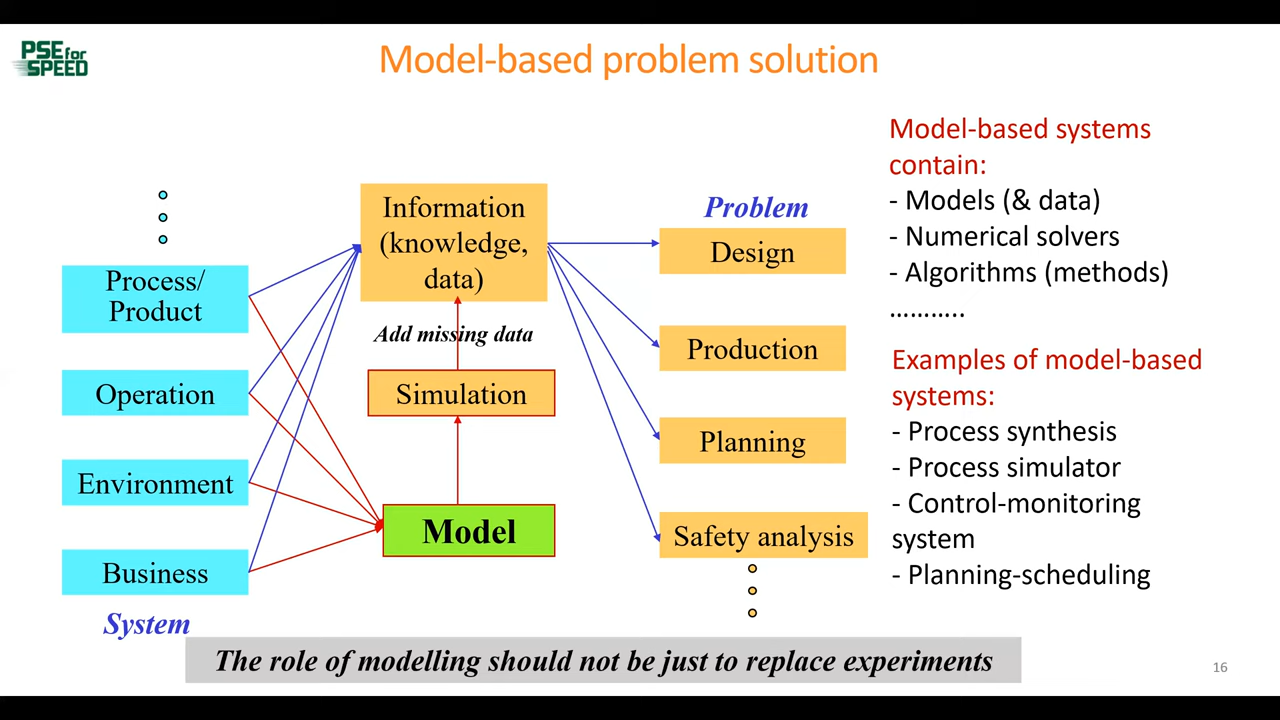 PSE for
SPEED
Model-based problem solution
Process/
Product
Operation
Environment
Business
System
Information
(knowledge,
data)
Add missing data
Simulation
Model
Problem
Design
Production
Planning
Safety analysis
Model-based systems
contain:
- Models (& data)
- Numerical solvers
- Algorithms (methods)
………..
Examples of model-based
systems:
- Process synthesis
- Process simulator
- Control-monitoring
system
- Planning-scheduling
The role of modelling should not be just to replace experiments
16